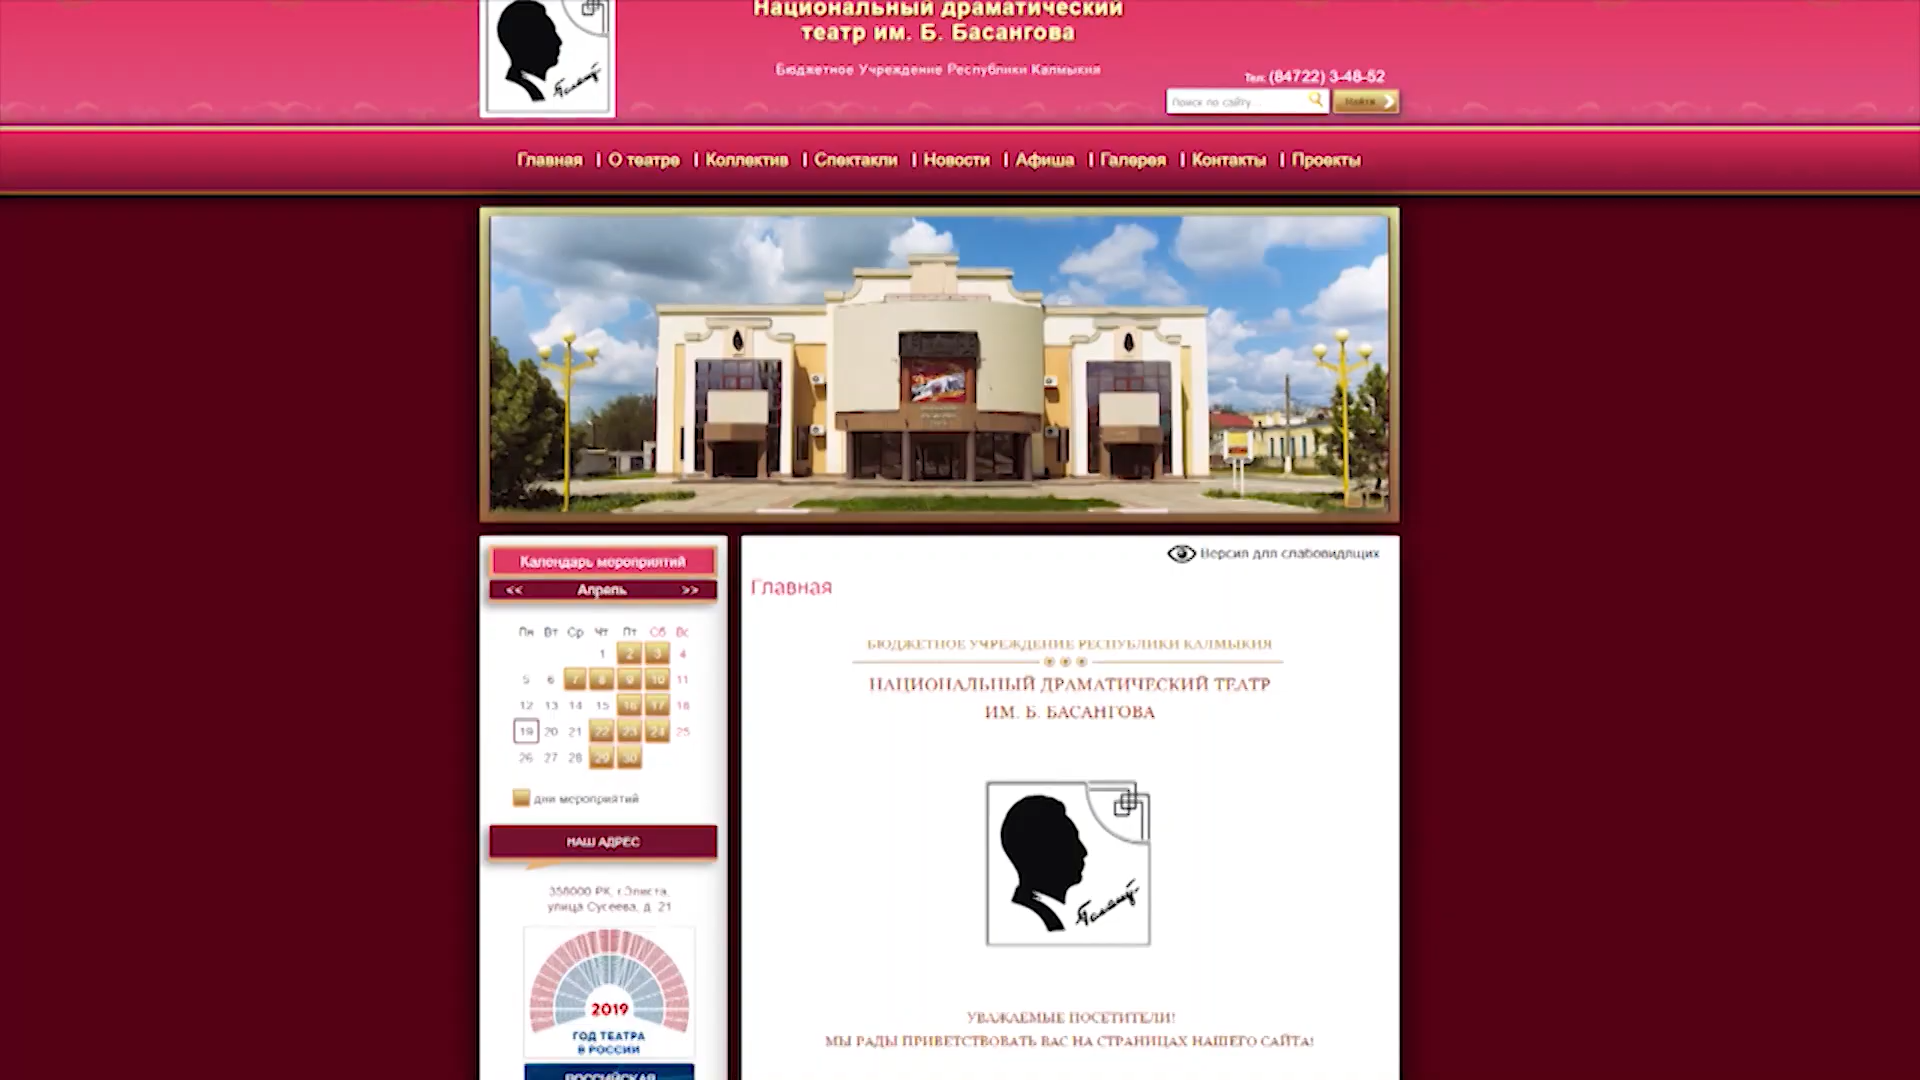 Национальный драматический
театр им. Б. Басангова
Бюджетное Учреждение Республики Калмыкия
Тел: (84722) 3-48-52
Поиск по сайту...
Найти
Главная | О театре | Коллектив | Спектакли | Новости | Афиша | Галерея | Контакты | Проекты
Календарь мероприятий
<< Апрель >>
Пн Вт Ср Чт Пт Сб Вс
1 2 3 4
5 6 7 8 9 10 11
12 13 14 15 16 17 18
19 20 21 22 23 24 25
26 27 28 29 30
дни мероприятий
НАШ АДРЕС
358000 РК, г.Элиста,
улица Сусеева, д. 21
2019
ГОД ТЕАТРА
В РОССИИ
РОССИЙСКАЯ
Версия для слабовидящих
Главная
БЮДЖЕТНОЕ УЧРЕЖДЕНИЕ РЕСПУБЛИКИ КАЛМЫКИЯ
НАЦИОНАЛЬНЫЙ ДРАМАТИЧЕСКИЙ ТЕАТР
ИМ. Б. БАСАНГОВА
УВАЖАЕМЫЕ ПОСЕТИТЕЛИ!
МЫ РАДЫ ПРИВЕТСТВОВАТЬ ВАС НА СТРАНИЦАХ НАШЕГО САЙТА!